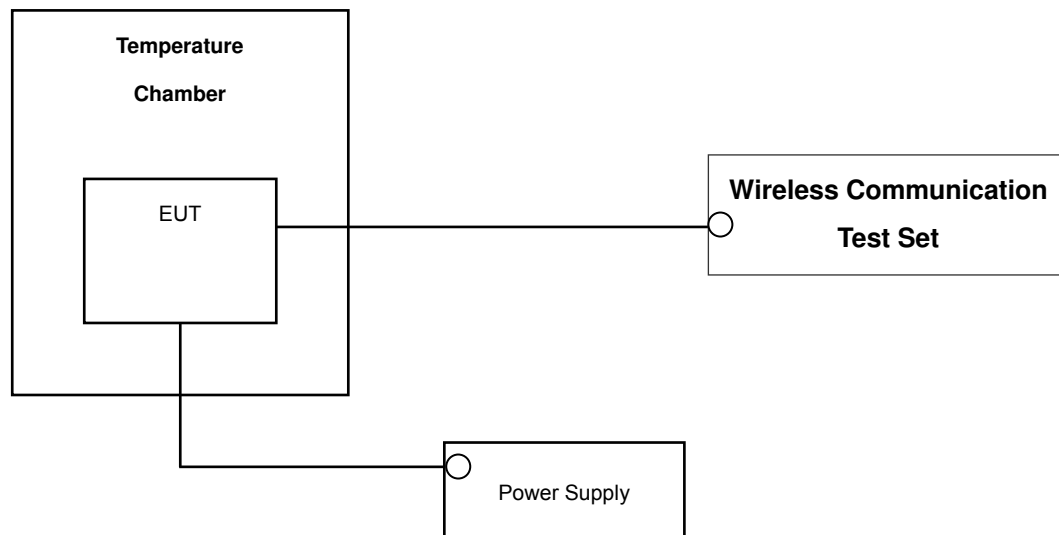 Temperature
Chamber
EUT
Wireless Communication
Test Set
Power Supply